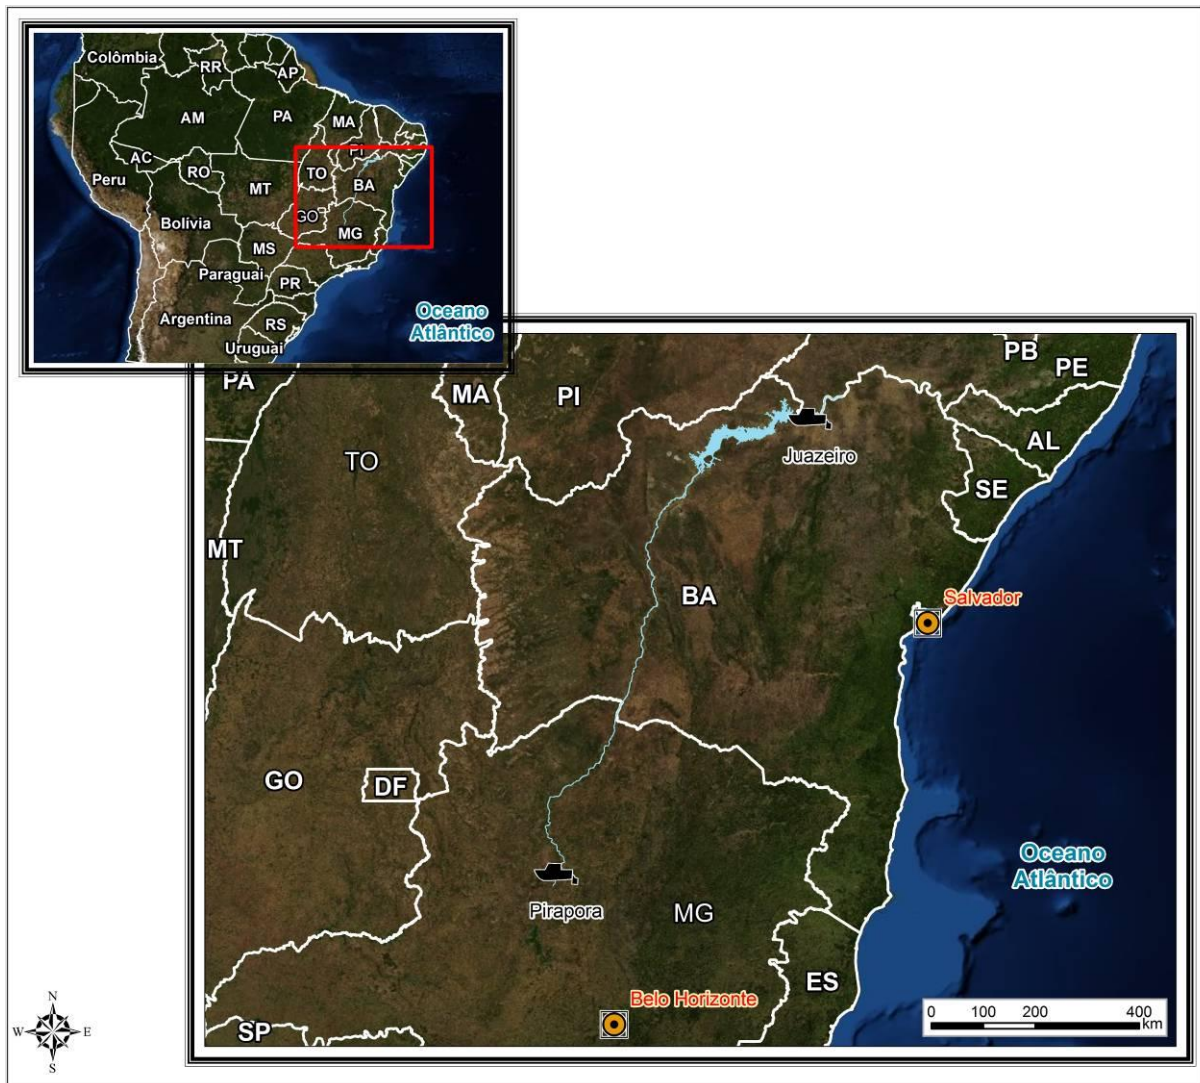 Colômbia
RR
AP
AM
PA
MA
PI
AC
RO
TO
BA
Peru
MT
GO
Bolívia
MG
MS
Paraguai
PR
Argentina
RS
Uruguai
Oceano
Atlântico
PA
MA
PI
PB
PE
TO
Juazeiro
AL
SE
MT
BA
Salvador
GO
DF
Oceano
Atlântico
Pirapora
MG
ES
Belo Horizonte
SP
0 100 200 400
km
N
W E
S